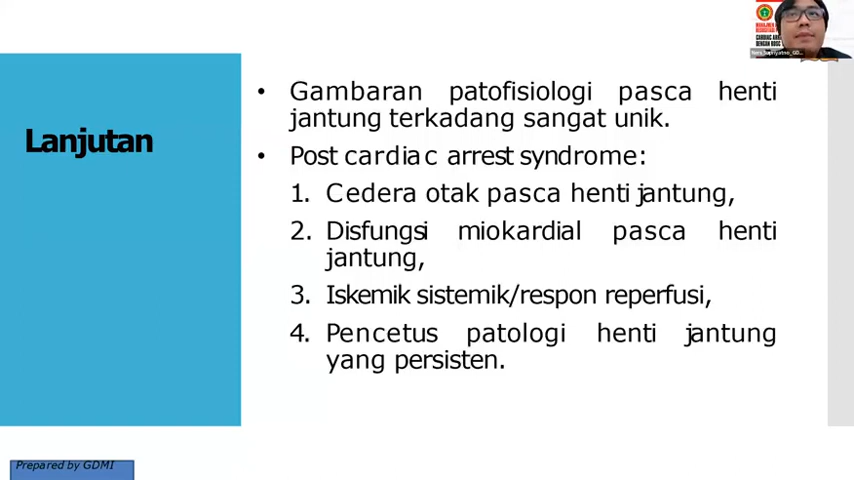 Lanjutan
• Gambaran patofisiologi pasca henti
jantung terkadang sangat unik.
• Post cardiac arrest syndrome:
1. Cedera otak pasca henti jantung,
2. Disfungsi miokardial pasca henti
jantung,
3. Iskemik sistemik/respon reperfusi,
4. Pencetus patologi henti jantung
yang persisten.
Prepared by GDMI